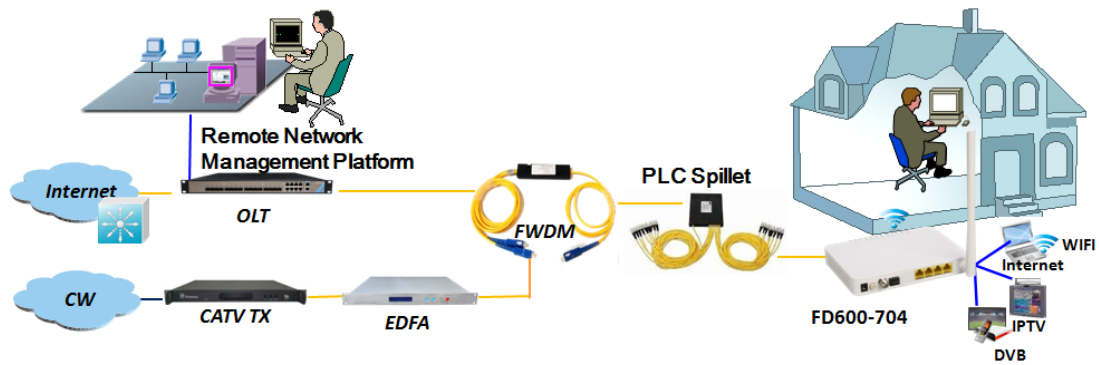 Remote Network
Management Platform
Internet
OLT
PLC Spillet
FWDM
CW
CATV TX
EDFA
FD600-704
WIFI
Internet
IPTV
DVB